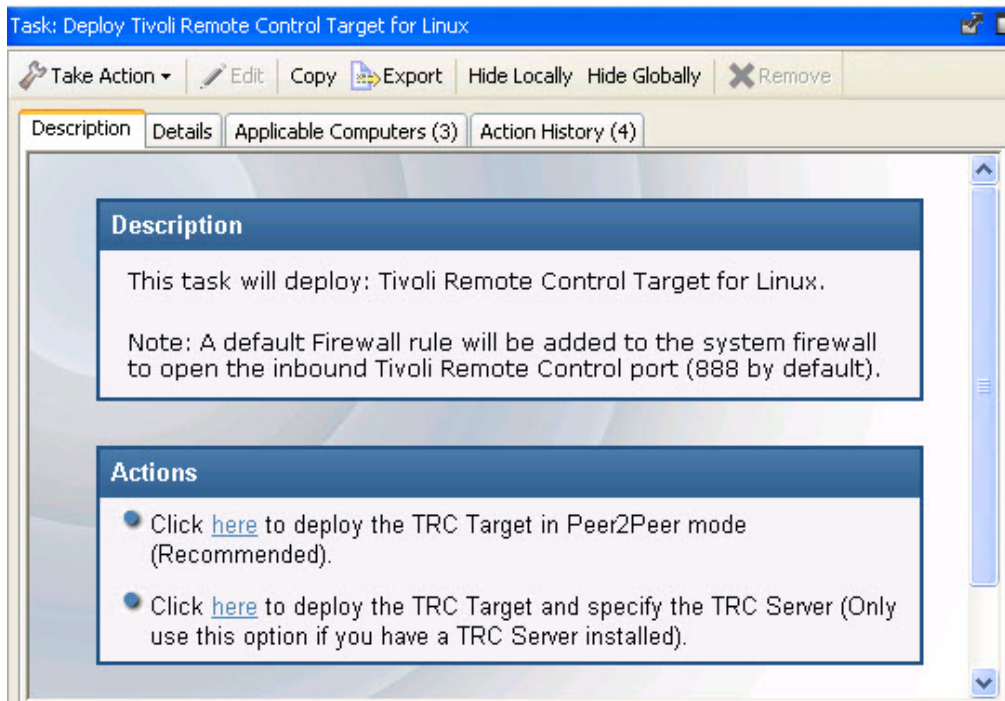 Task: Deploy Tivoli Remote Control Target for Linux
Take Action Edit Copy Export Hide Locally Hide Globally Remove
Description Details Applicable Computers (3) Action History (4)
Description
This task will deploy: Tivoli Remote Control Target for Linux.
Note: A default Firewall rule will be added to the system firewall
to open the inbound Tivoli Remote Control port (888 by default).
Actions
Click here to deploy the TRC Target in Peer2Peer mode
(Recommended).
Click here to deploy the TRC Target and specify the TRC Server (Only
use this option if you have a TRC Server installed).